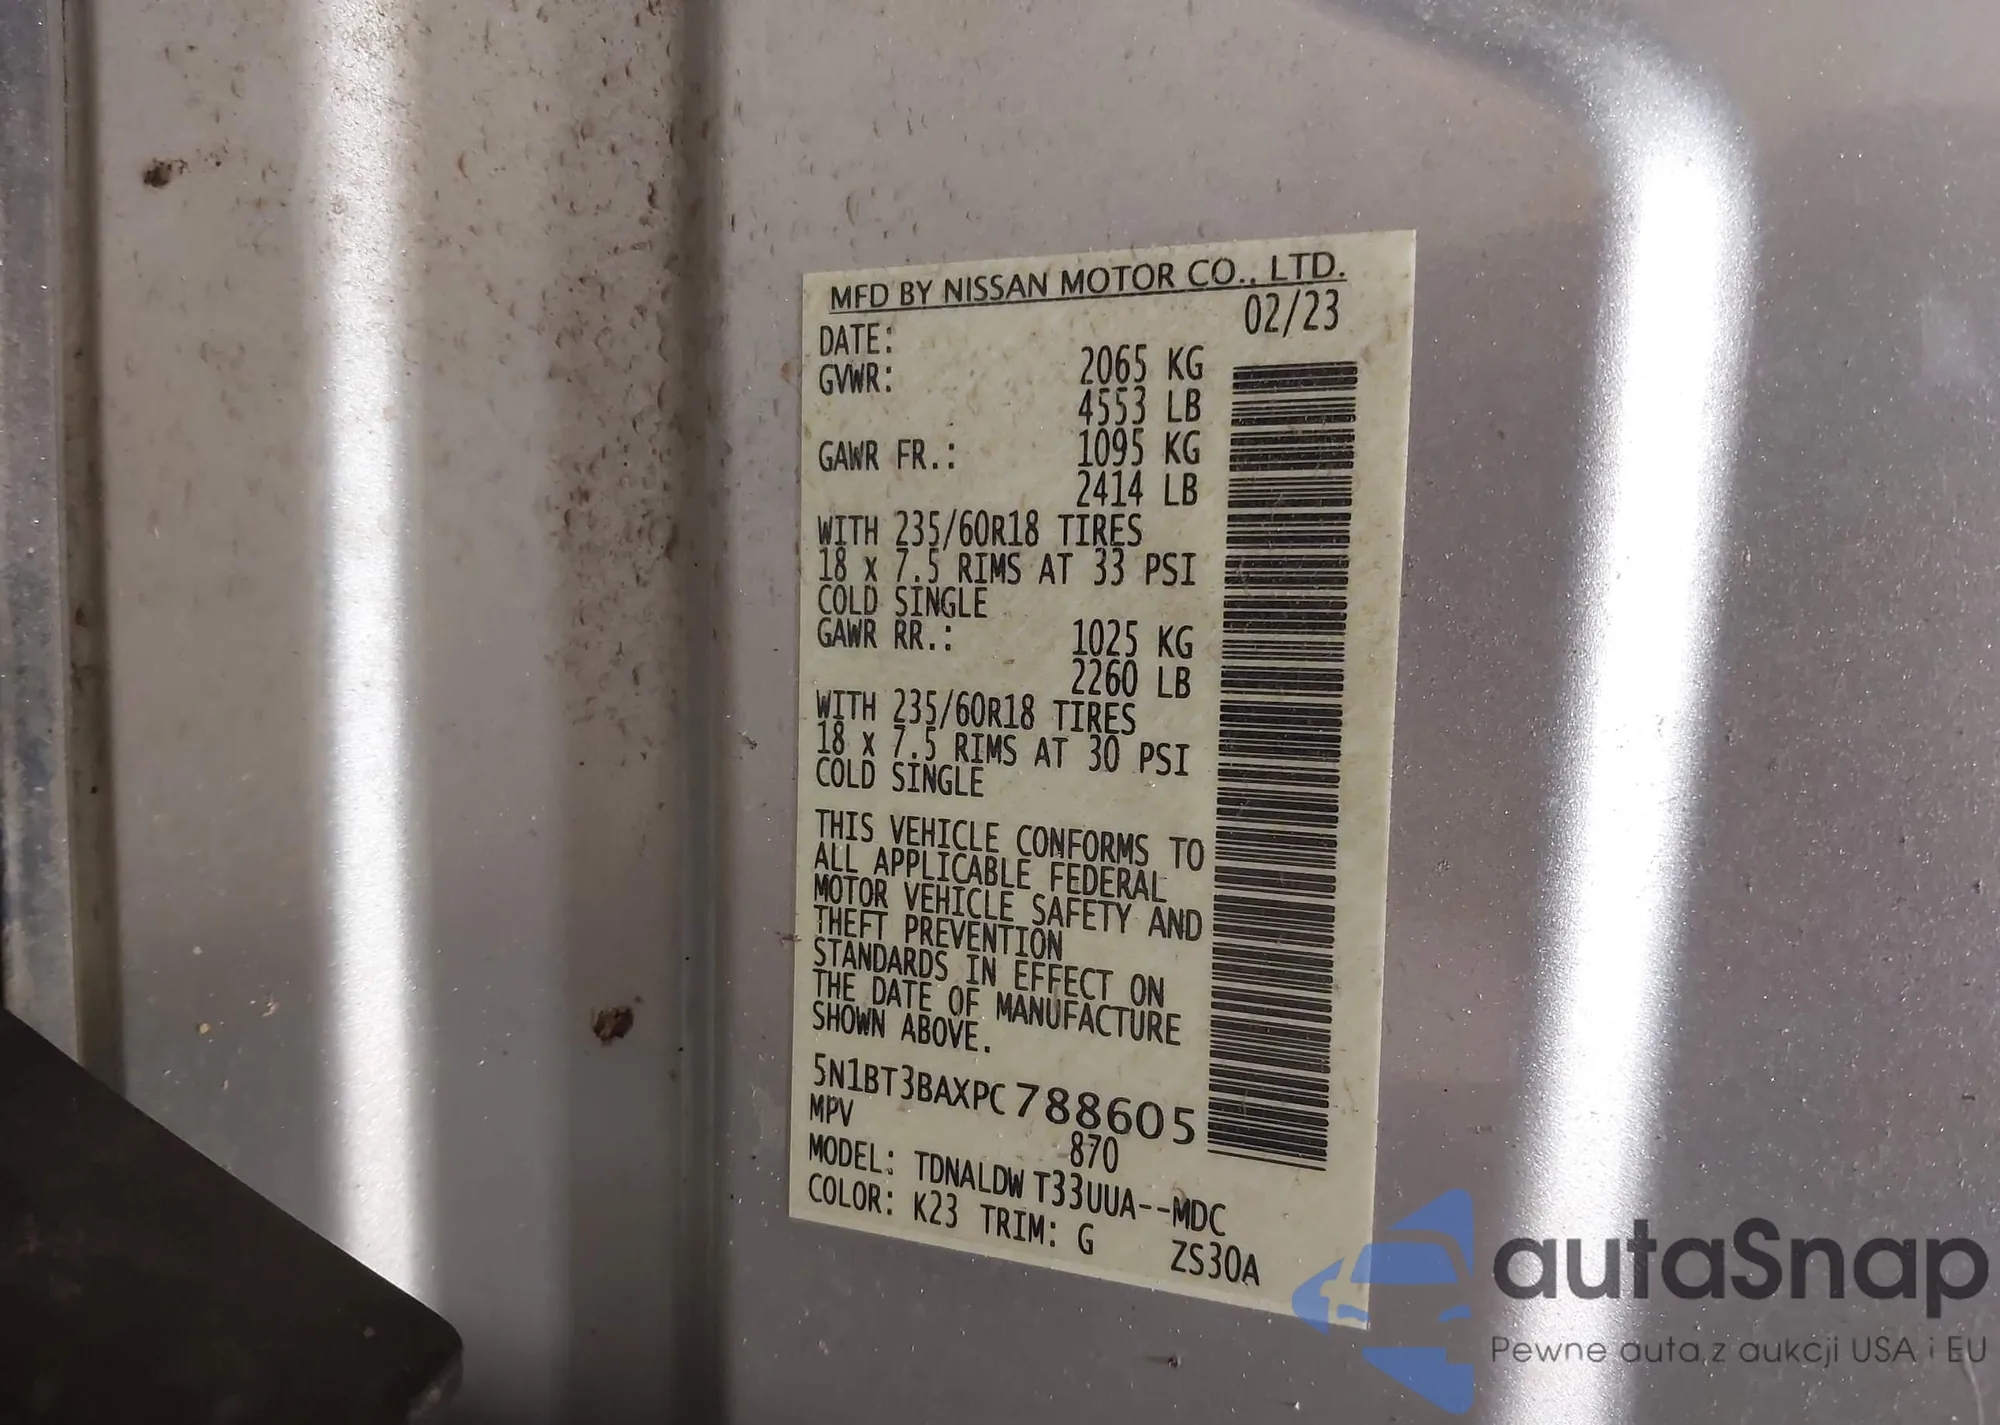 MFD BY NISSAN MOTOR CO., LTD.
DATE: 02/23
GVWR: 2065 KG
4553 LB
GAWR FR.: 1095 KG
2414 LB
WITH 235/60R18 TIRES
18 x 7.5 RIMS AT 33 PSI
COLD SINGLE
GAWR RR.: 1025 KG
2260 LB
WITH 235/60R18 TIRES
18 x 7.5 RIMS AT 30 PSI
COLD SINGLE
THIS VEHICLE CONFORMS TO
ALL APPLICABLE FEDERAL
MOTOR VEHICLE SAFETY AND
THEFT PREVENTION
STANDARDS IN EFFECT ON
THE DATE OF MANUFACTURE
SHOWN ABOVE.
5N1BT3BAXPC788605
MPV 870
MODEL: TDNALDW T33UUA--MDC
COLOR: K23 TRIM: G ZS30A
autaSnap
Pewne auta z aukcji USA i EU